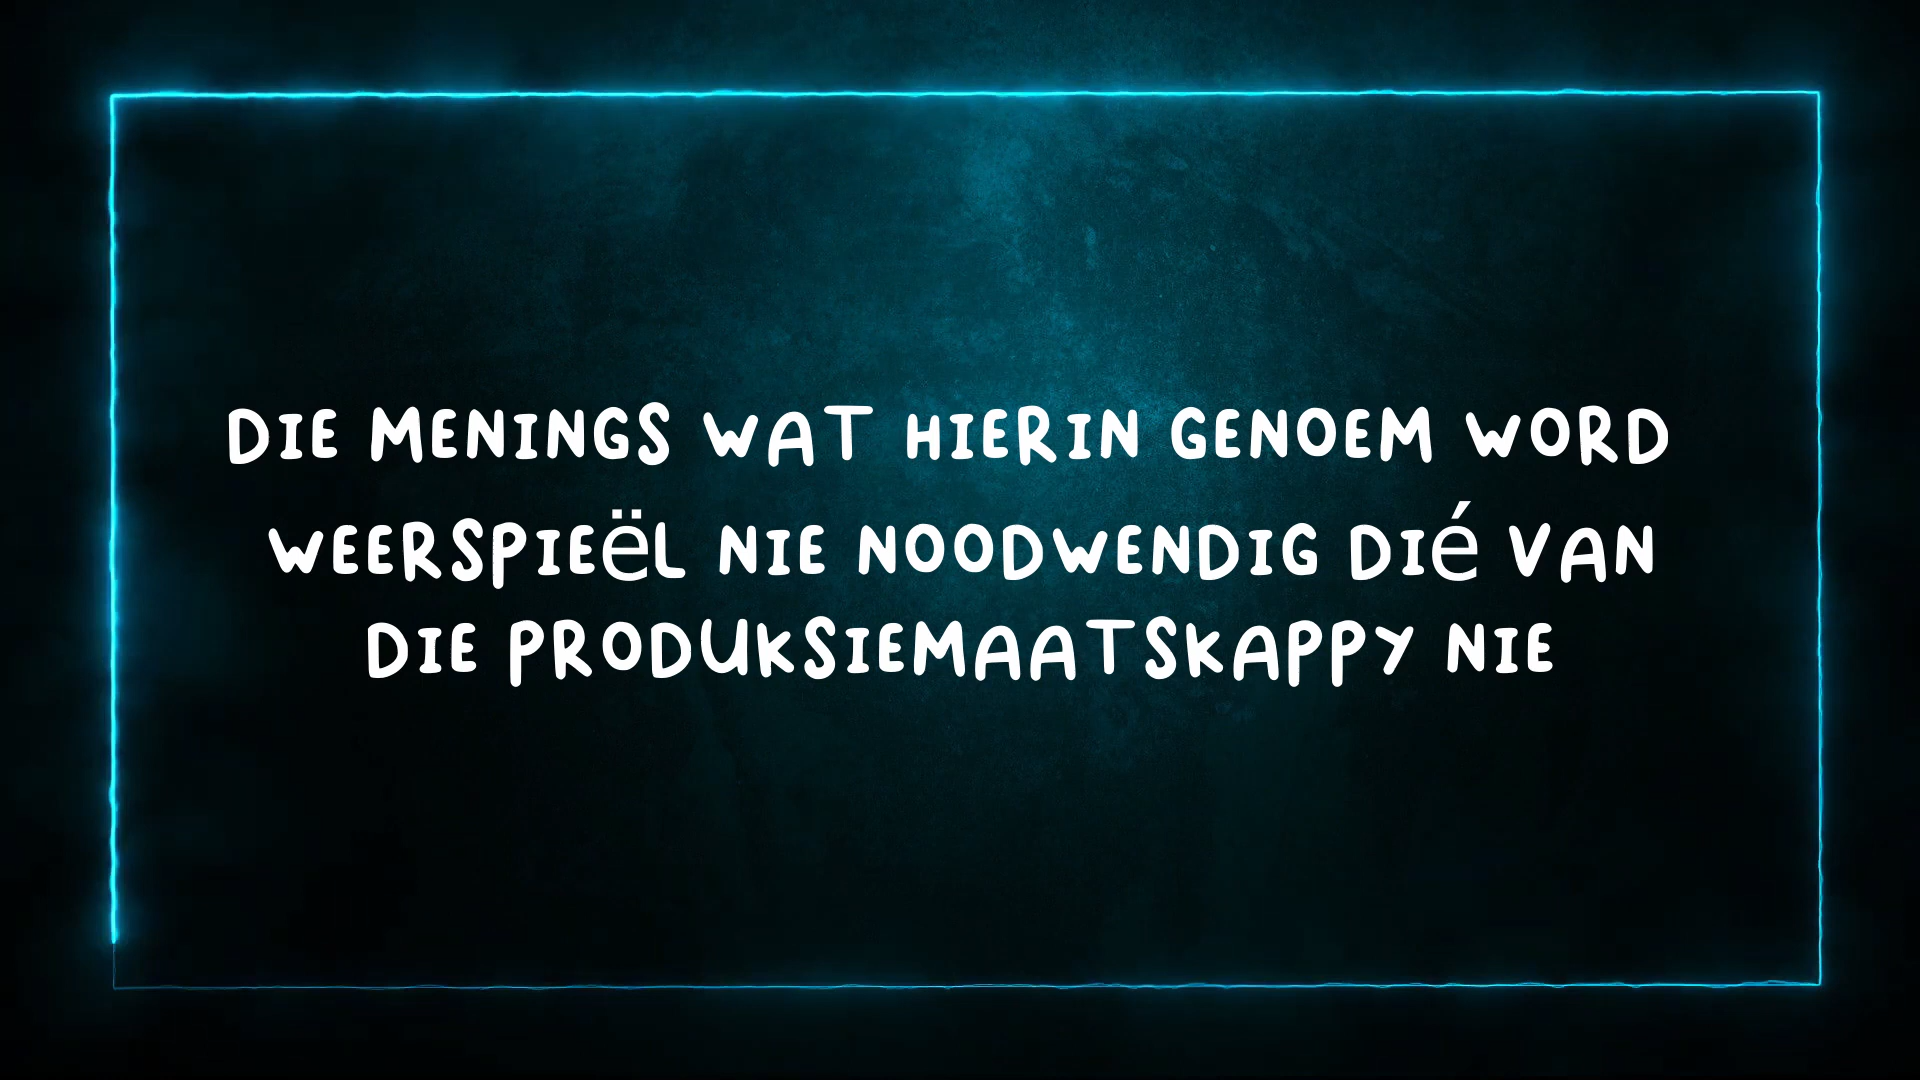 DIE MENINGS WAT HIERIN GENOEM WORD
WEERSPIEëL NIE NOODWENDIG DIé VAN
DIE PRODUKSIEMAATSKAPPY NIE